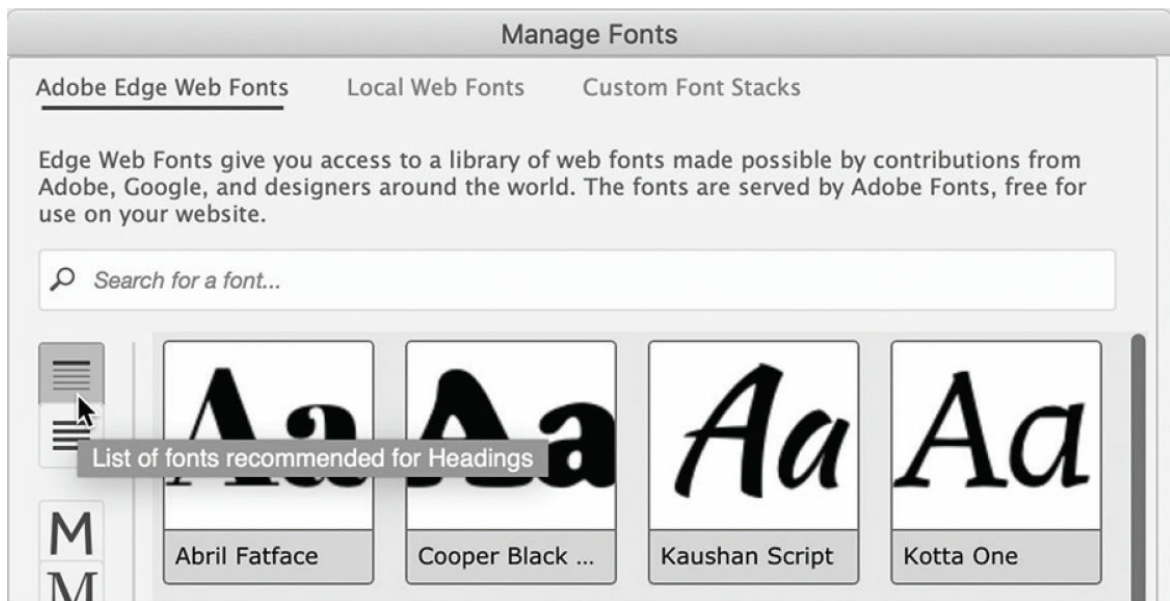 Manage Fonts
Adobe Edge Web Fonts Local Web Fonts Custom Font Stacks
Edge Web Fonts give you access to a library of web fonts made possible by contributions from
Adobe, Google, and designers around the world. The fonts are served by Adobe Fonts, free for
use on your website.
Search for a font...
Aa Aa Aa Aa
List of fonts recommended for Headings
M
Abril Fatface Cooper Black ... Kaushan Script Kotta One
M